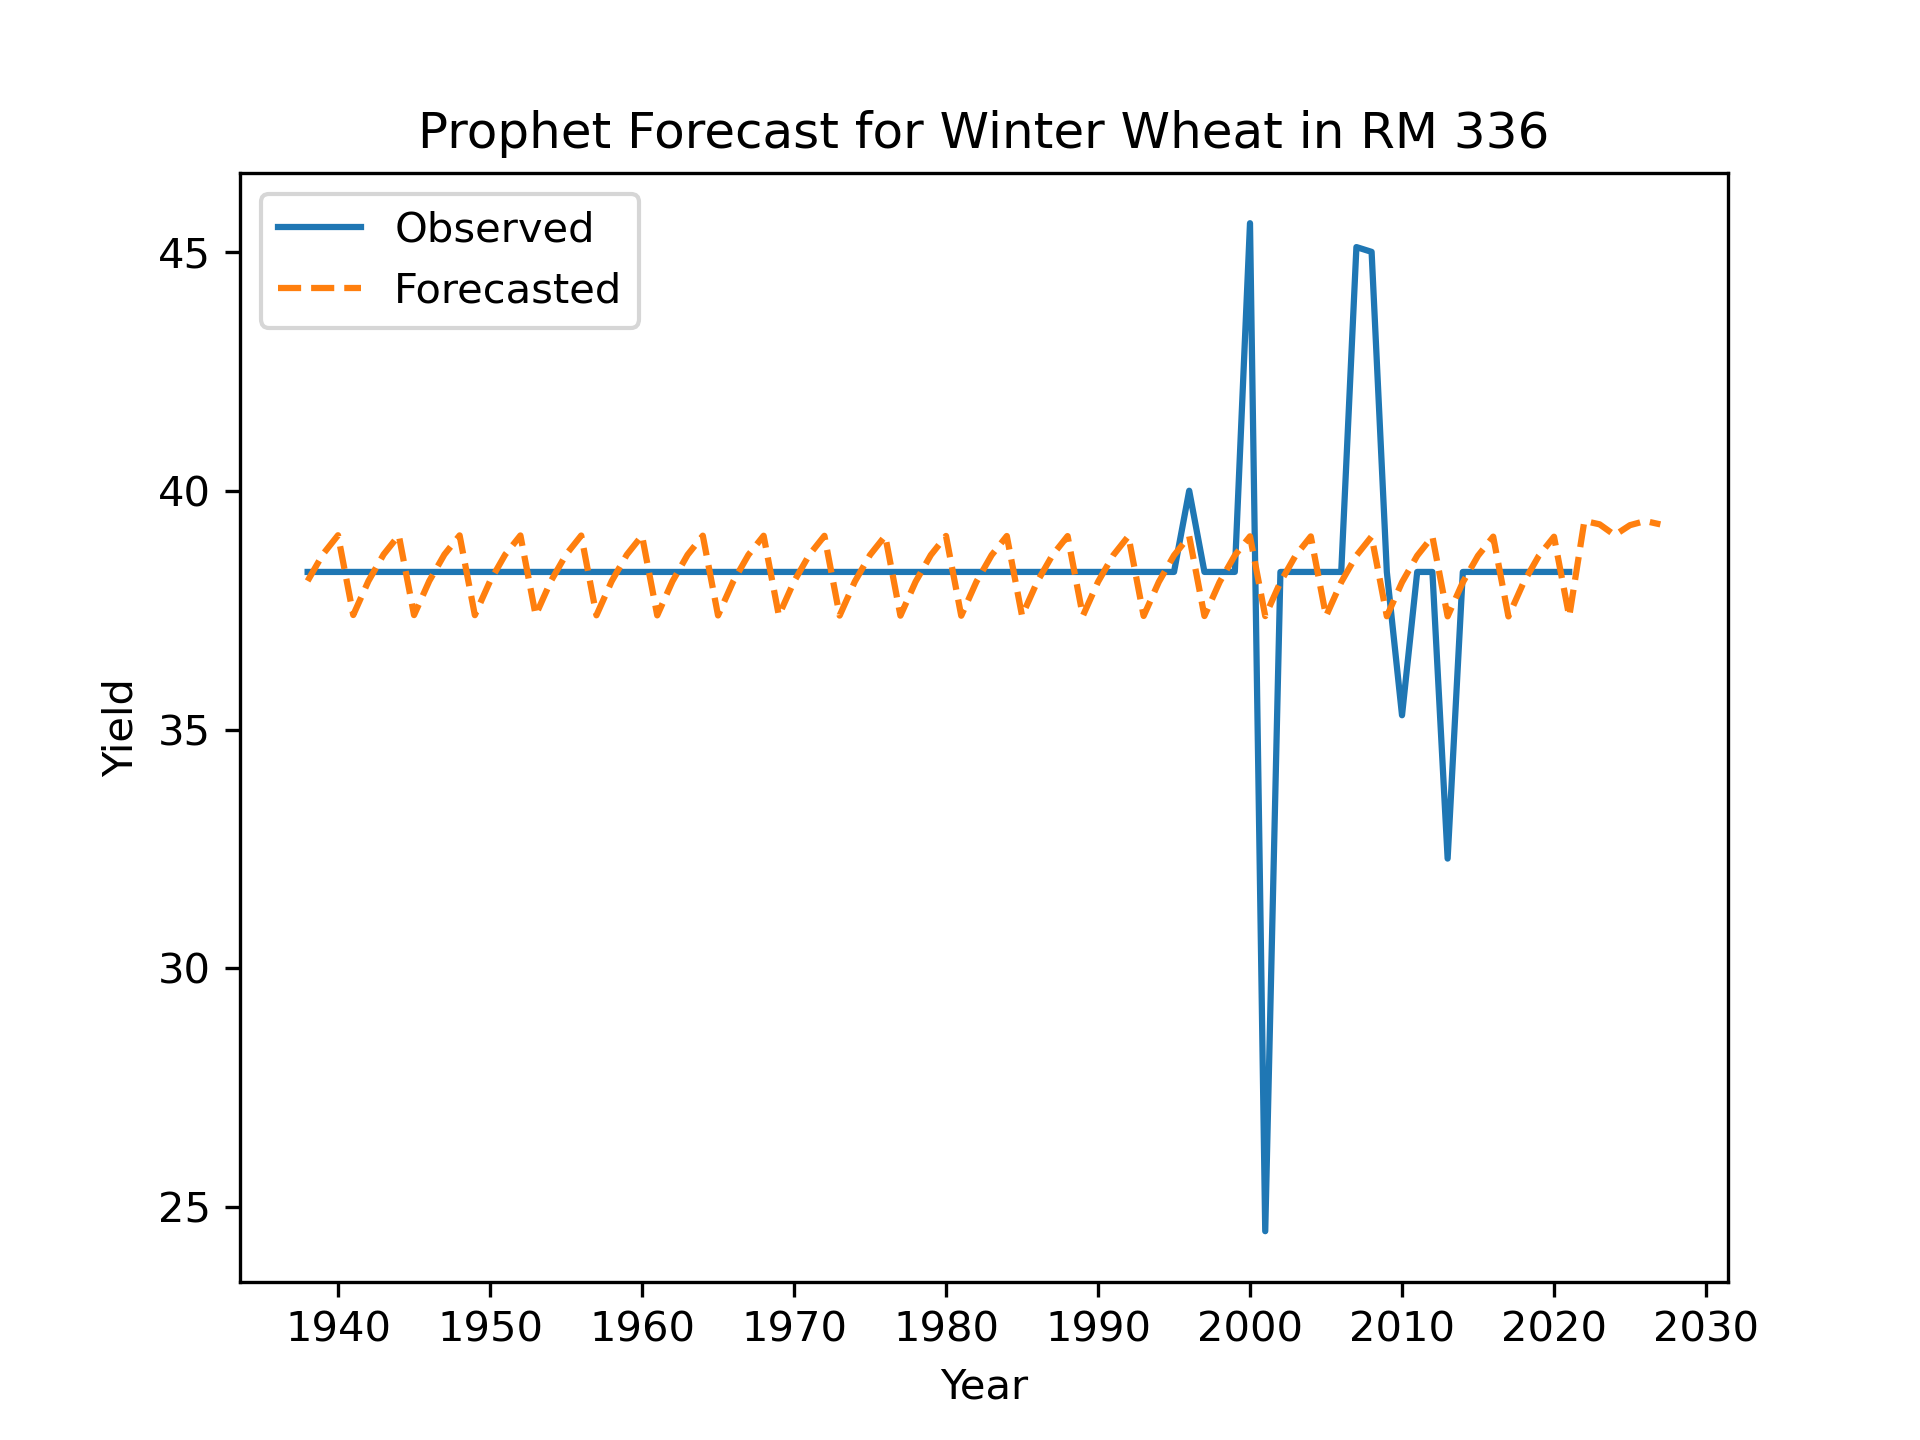 Prophet Forecast for Winter Wheat in RM 336
Observed
Forecasted
45
40
35
30
25
Yield
1940 1950 1960 1970 1980 1990 2000 2010 2020 2030
Year